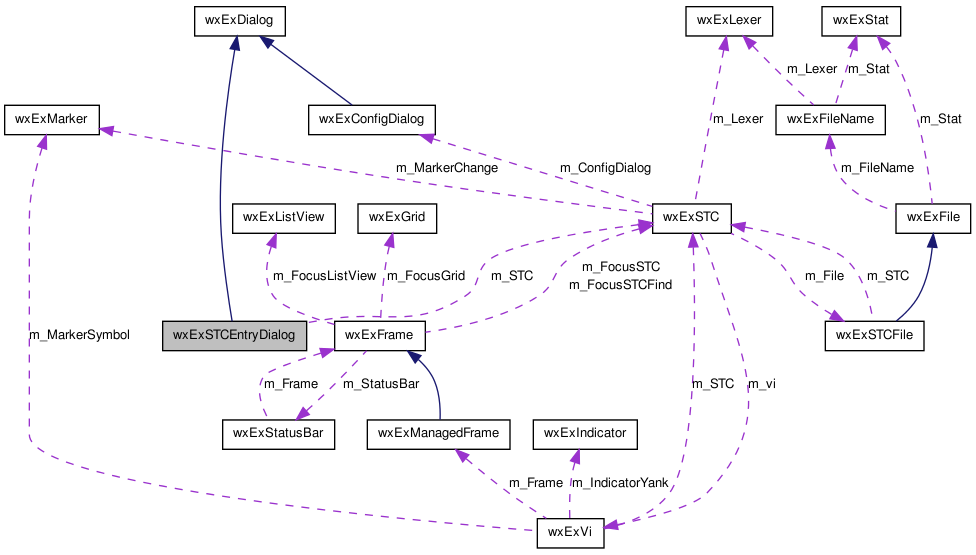 wxExDialog
wxExLexer
wxExStat
m_Lexer
m_Stat
wxExMarker
wxExConfigDialog
m_Lexer
wxExFileName
m_Stat
m_MarkerChange
m_ConfigDialog
m_FileName
wxExListView
wxExGrid
wxExSTC
wxExFile
m_FocusListView
m_FocusGrid
m_STC
m_FocusSTC
m_FocusSTCFind
m_File
m_STC
m_MarkerSymbol
wxExSTCEntryDialog
wxExFrame
wxExSTCFile
m_Frame
m_StatusBar
m_STC
m_vi
wxExStatusBar
wxExManagedFrame
wxExIndicator
m_Frame
m_IndicatorYank
wxExVi